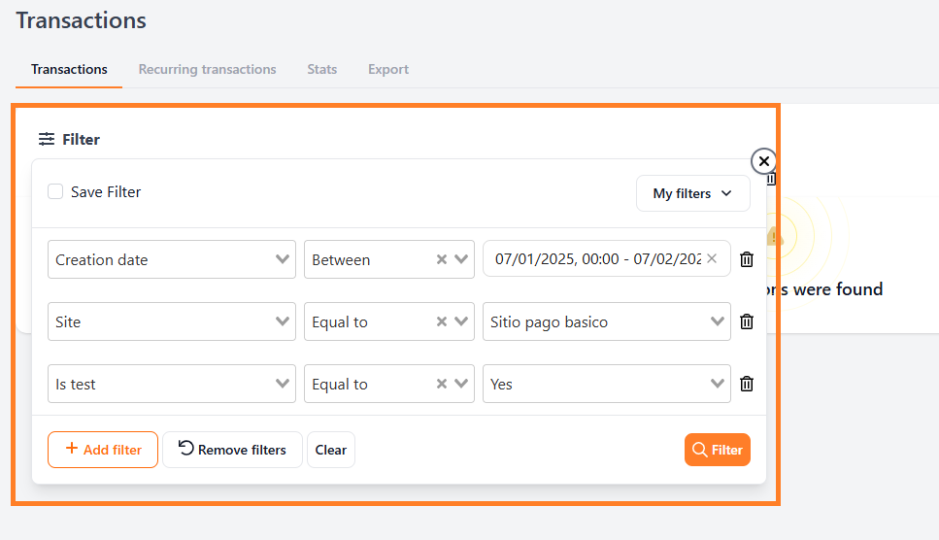 Transactions
Transactions Recurring transactions Stats Export
Filter
Save Filter My filters
Creation date Between 07/01/2025, 00:00 - 07/02/202
were found
Site Equal to Sitio pago basico
Is test Equal to Yes
Add filter Remove filters Clear Filter